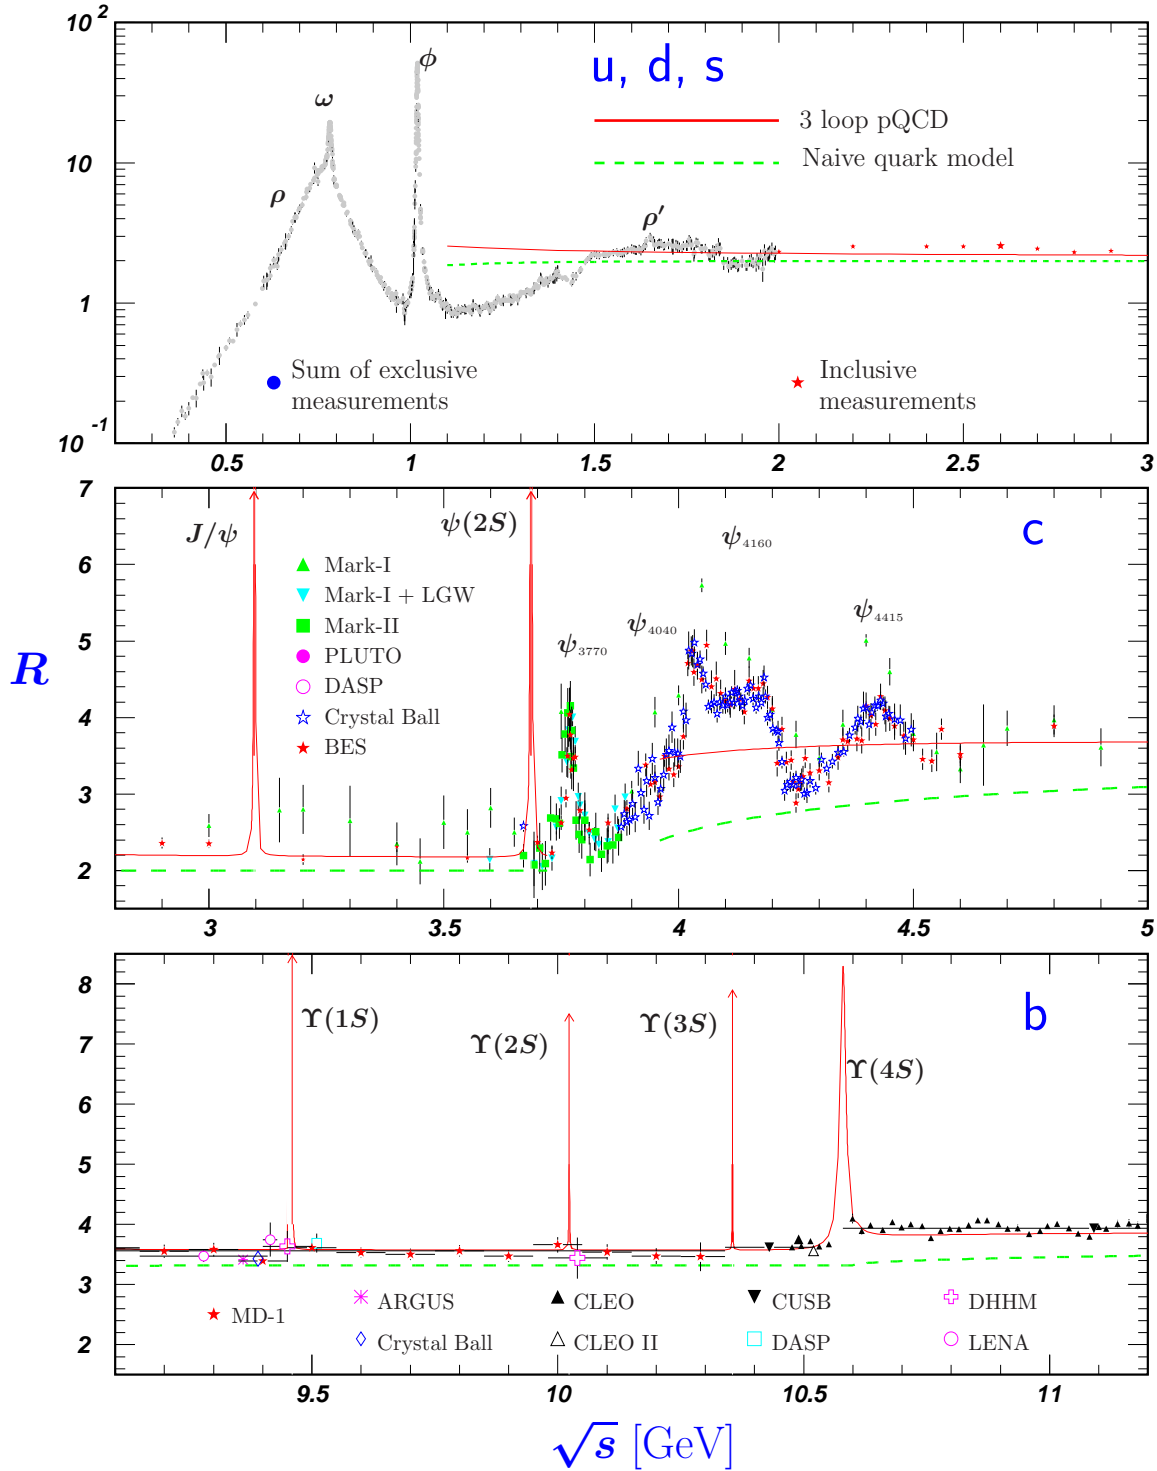 10 2
ϕ
u, d, s
ω
3 loop pQCD
10
Naive quark model
ρ
ρ′
1
Sum of exclusive
measurements
Inclusive
measurements
10 -1
0.5 1 1.5 2 2.5 3
7
J/ψ
ψ(2S)
c
ψ4160
6
Mark-I
Mark-I + LGW
ψ4040
ψ4415
Mark-II
5
ψ3770
R
PLUTO
DASP
4
Crystal Ball
BES
3
2
3 3.5 4 4.5 5
8
Υ(1S)
Υ(2S)
Υ(3S)
b
7
Υ(4S)
6
5
4
3
MD-1
ARGUS
CLEO
CUSB
DHHM
2
Crystal Ball
CLEO II
DASP
LENA
9.5 10 10.5 11
√s [GeV]